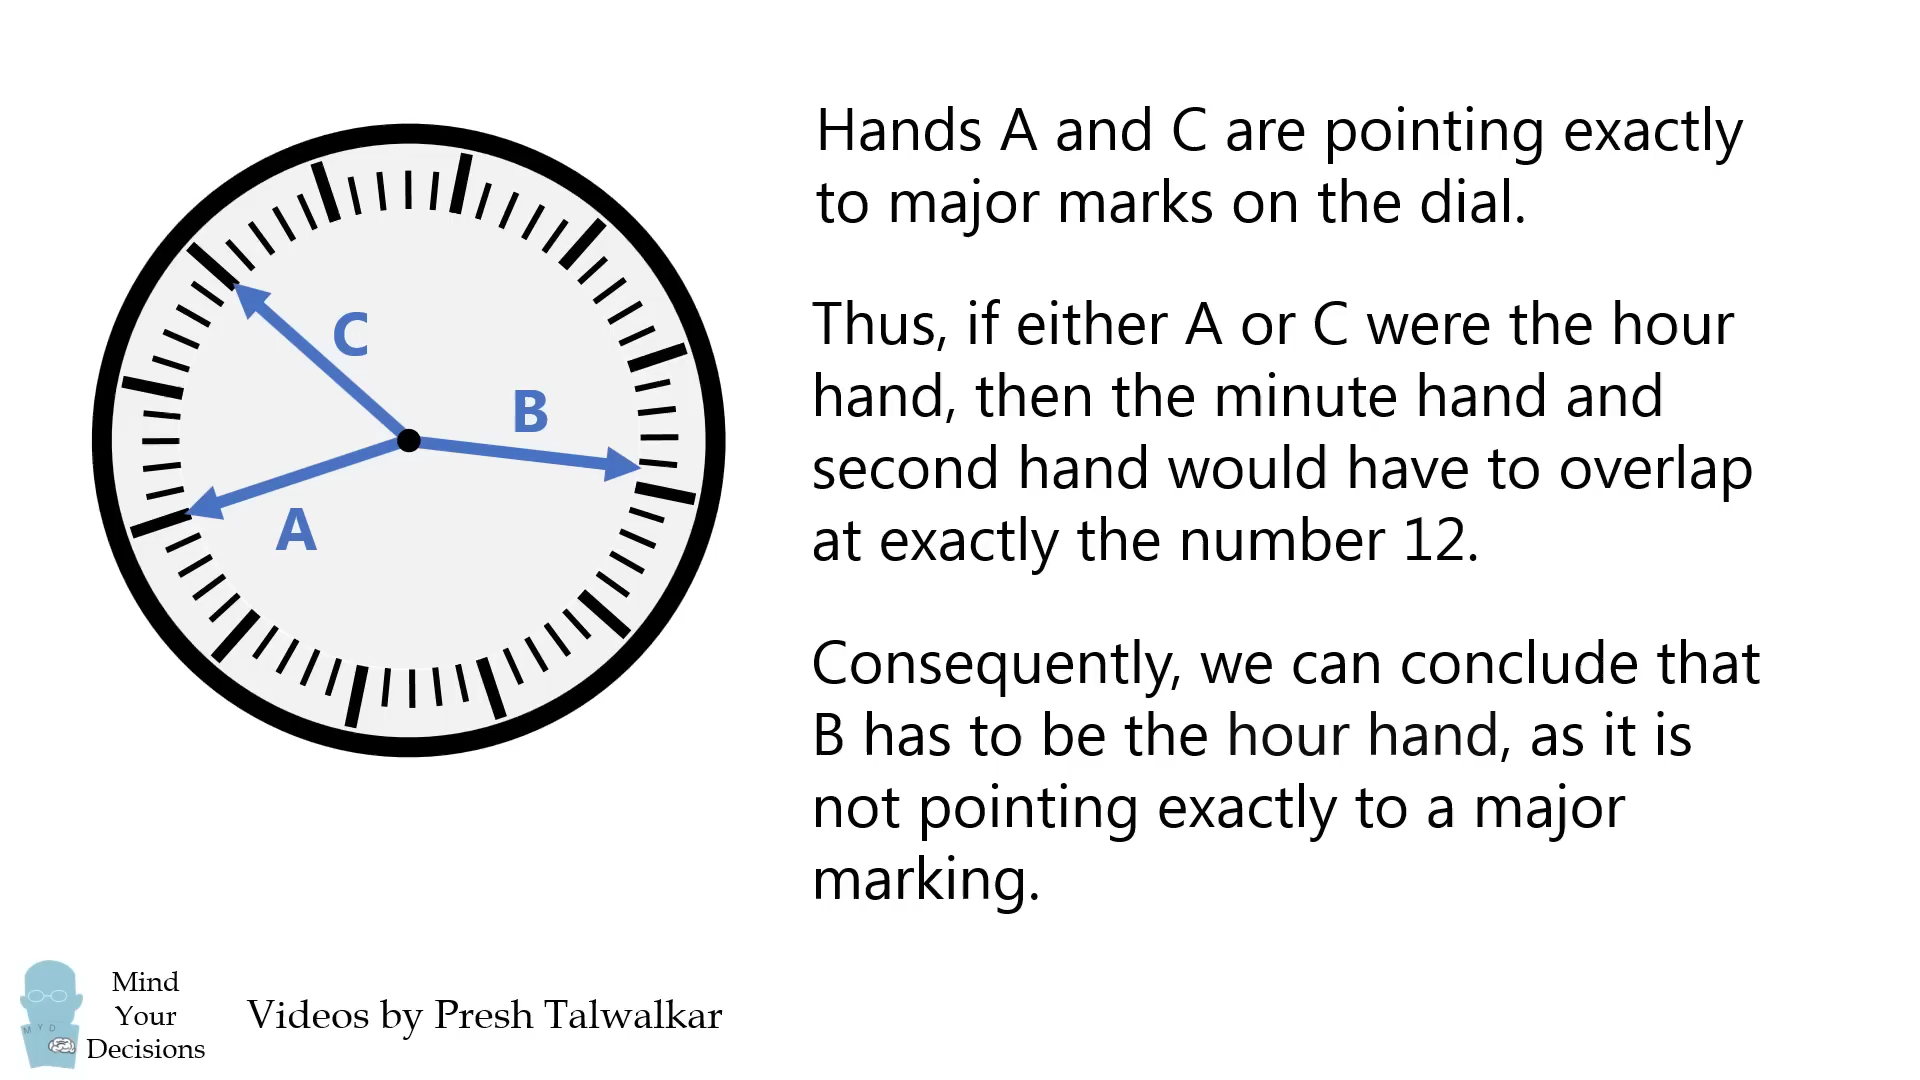 Hands A and C are pointing exactly
to major marks on the dial.
Thus, if either A or C were the hour
hand, then the minute hand and
second hand would have to overlap
at exactly the number 12.
Consequently, we can conclude that
B has to be the hour hand, as it is
not pointing exactly to a major
marking.
C
B
A
M Y D
Mind
Your
Decisions
Videos by Presh Talwalkar